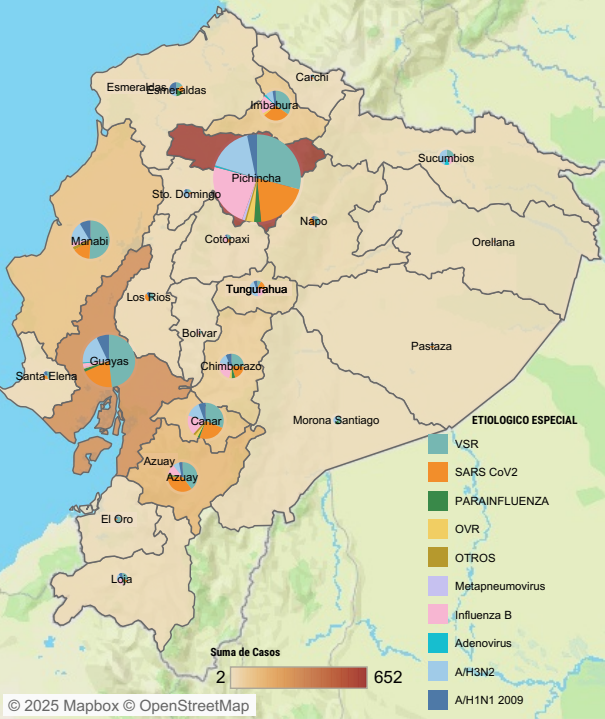 Carchi
Esmeraldas
Esmeraldas
Imbabura
Sucumbios
Pichincha
Sto. Domingo
Napo
Cotopaxi
Orellana
Manabi
Tungurahua
Los Rios
Bolivar
Pastaza
Guayas
Chimborazo
Santa Elena
Canar
Morona Santiago
Azuay
Azuay
El Oro
Loja
ETIOLOGICO ESPECIAL
VSR
SARS CoV2
PARAINFLUENZA
OVR
OTROS
Metapneumovirus
Influenza B
Adenovirus
A/H3N2
A/H1N1 2009
Suma de Casos
2 652
© 2025 Mapbox © OpenStreetMap